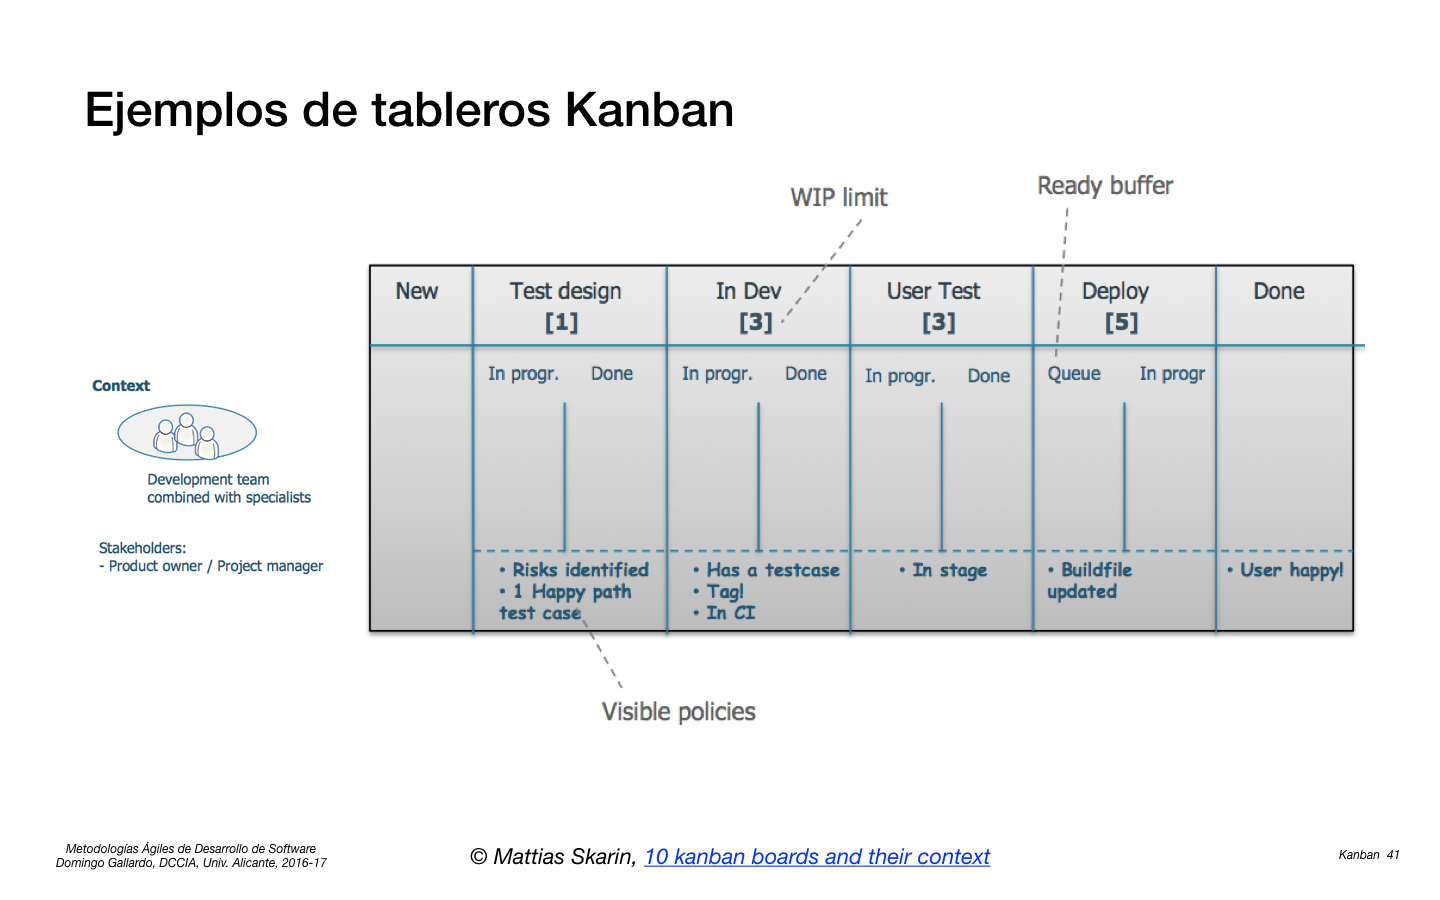 Ejemplos de tableros Kanban
WIP limit
Ready buffer
New
Test design
[1]
In Dev
[3]
User Test
[3]
Deploy
[5]
Done
In progr.
Done
In progr.
Done
In progr.
Done
Queue
In progr
Context
Development team
combined with specialists
Stakeholders:
- Product owner / Project manager
• Risks identified
• 1 Happy path
test case
• Has a testcase
• Tag!
• In CI
• In stage
• Buildfile
updated
• User happy!
Visible policies
Metodologías Ágiles de Desarrollo de Software
Domingo Gallardo, DCCIA, Univ. Alicante, 2016-17
© Mattias Skarin, 10 kanban boards and their context
Kanban 41